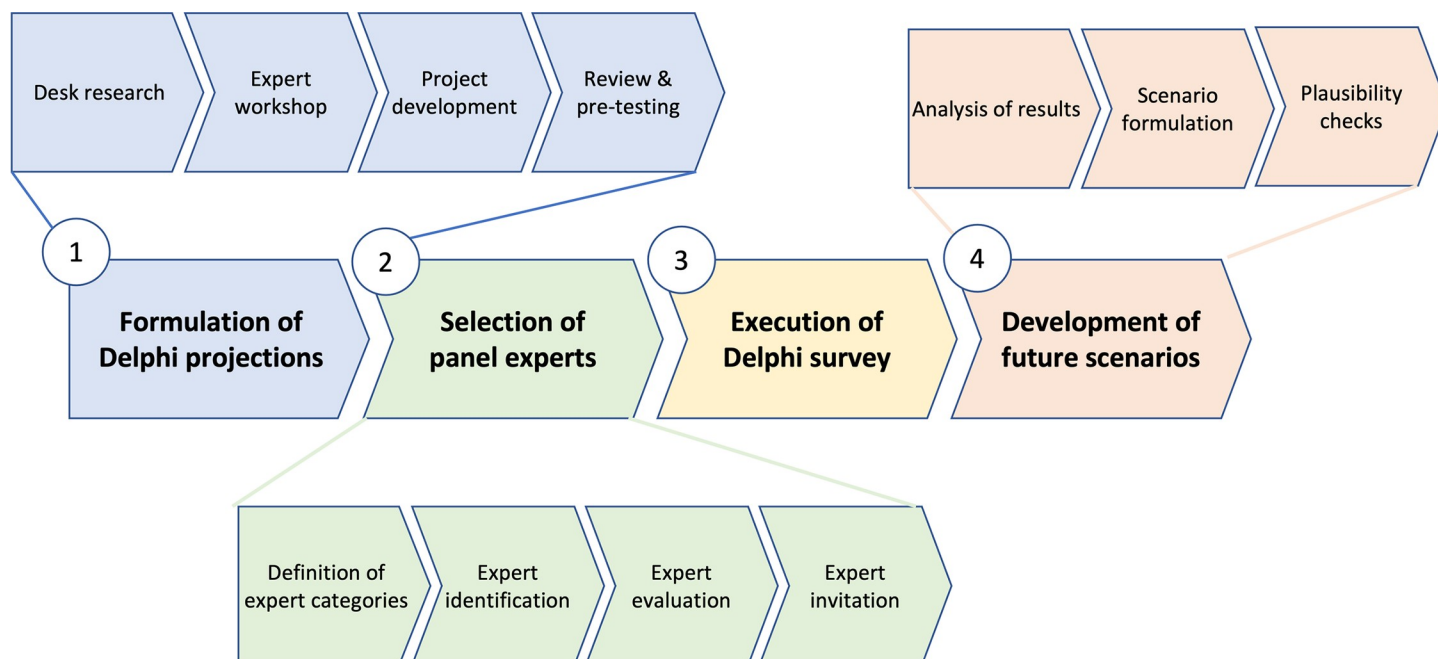 Desk research
Expert
workshop
Project
development
Review &
pre-testing
Analysis of results
Scenario
formulation
Plausibility
checks
1
2
3
4
Formulation of
Delphi projections
Selection of
panel experts
Execution of
Delphi survey
Development of
future scenarios
Definition of
expert categories
Expert
identification
Expert
evaluation
Expert
invitation